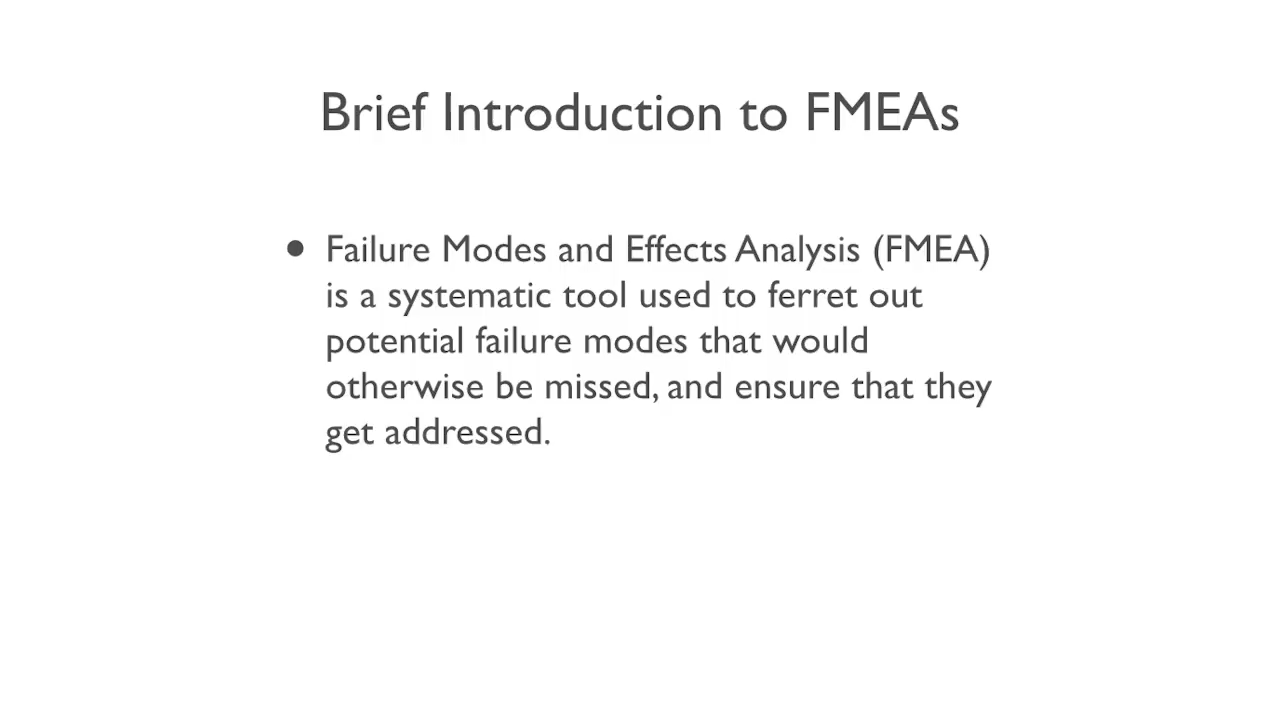 Brief Introduction to FMEAs
• Failure Modes and Effects Analysis (FMEA)
is a systematic tool used to ferret out
potential failure modes that would
otherwise be missed, and ensure that they
get addressed.